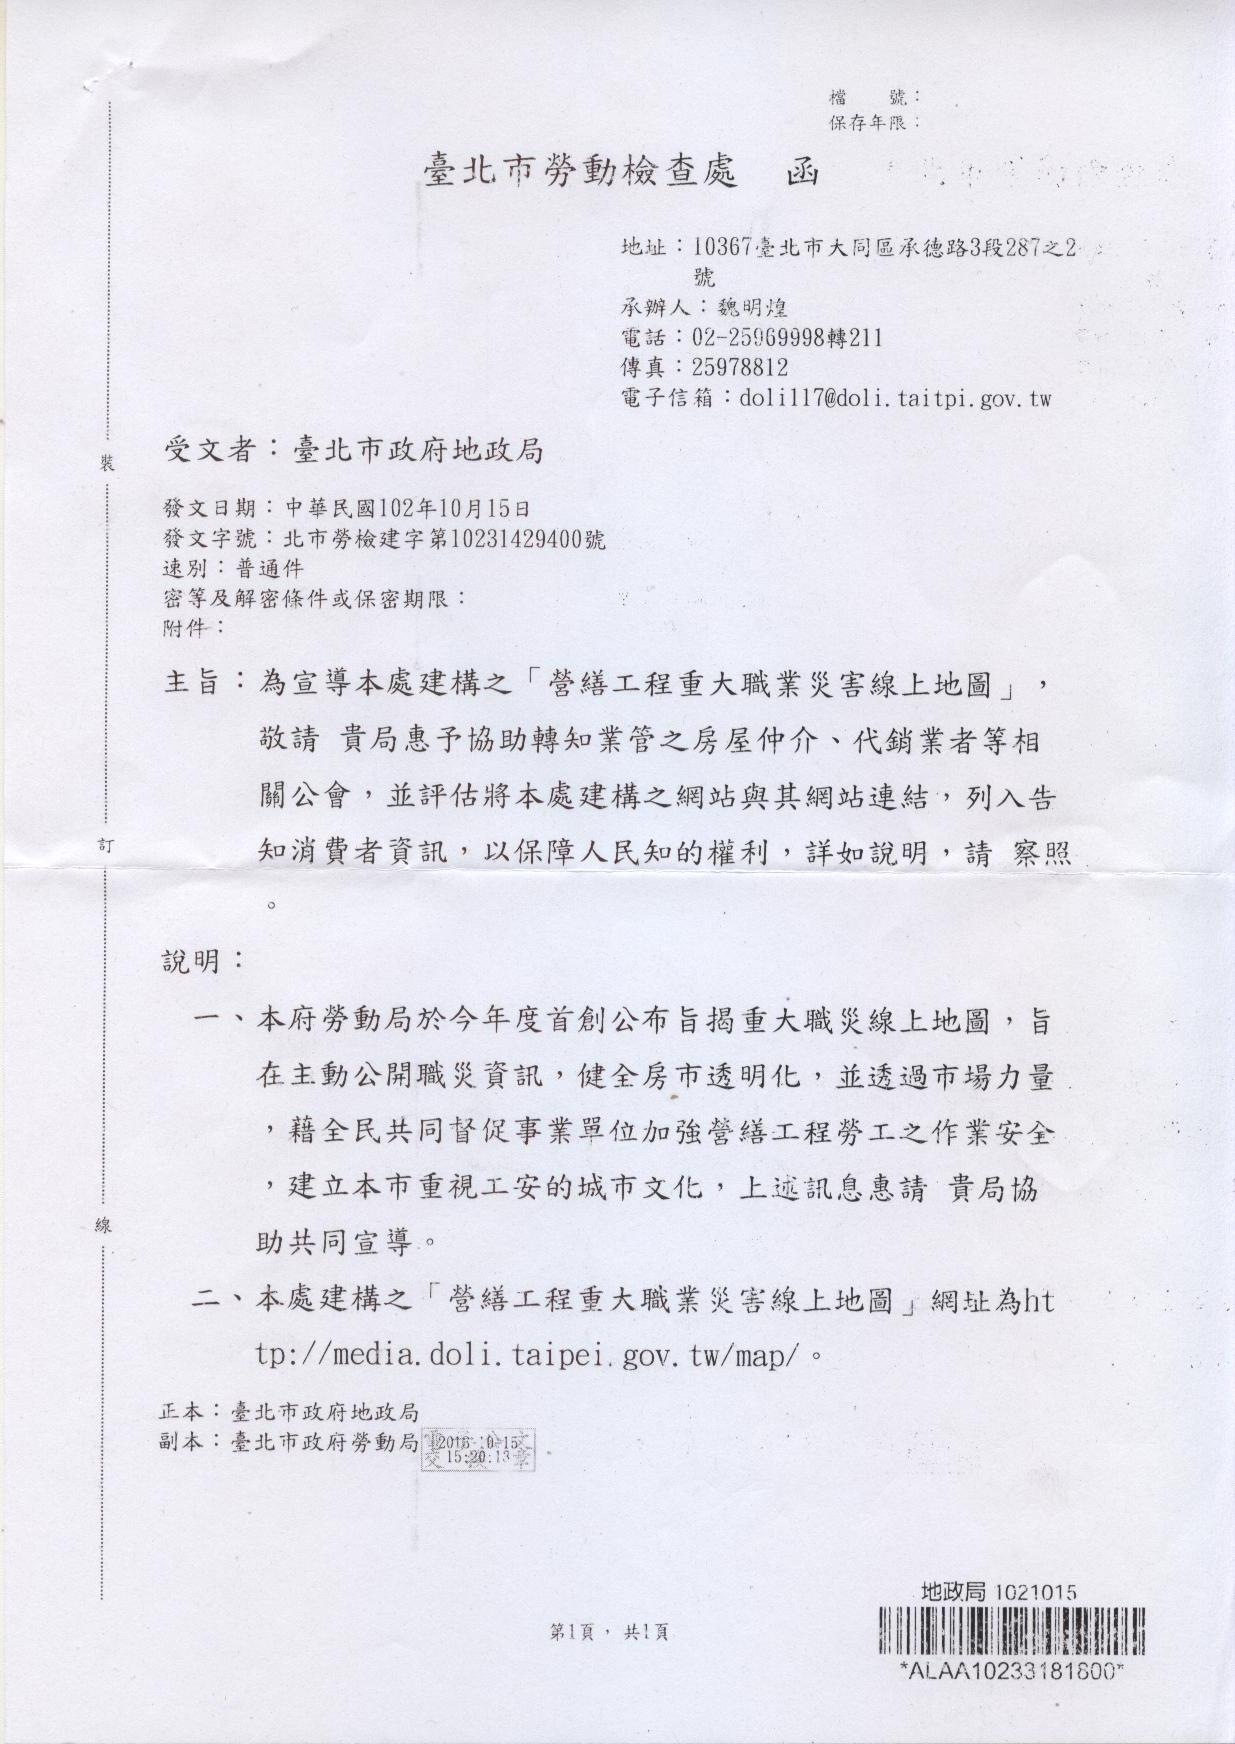 檔　　號：
保存年限：
臺北市勞動檢查處　函
地址：10367臺北市大同區承德路3段287之2
號
承辦人：魏明煌
電話：02-25969998轉211
傳真：25978812
電子信箱：doli117@doli.taitpi.gov.tw
受文者：臺北市政府地政局
發文日期：中華民國102年10月15日
發文字號：北市勞檢建字第10231429400號
速別：普通件
密等及解密條件或保密期限：
附件：
主旨：為宣導本處建構之「營繕工程重大職業災害線上地圖」，
敬請 貴局惠予協助轉知業管之房屋仲介、代銷業者等相
關公會，並評估將本處建構之網站與其網站連結，列入告
知消費者資訊，以保障人民知的權利，詳如說明，請 察照
。
說明：
一、本府勞動局於今年度首創公布旨揭重大職災線上地圖，旨
在主動公開職災資訊，健全房市透明化，並透過市場力量
，藉全民共同督促事業單位加強營繕工程勞工之作業安全
，建立本市重視工安的城市文化，上述訊息惠請 貴局協
助共同宣導。
二、本處建構之「營繕工程重大職業災害線上地圖」網址為ht
tp://media.doli.taipei.gov.tw/map/。
正本：臺北市政府地政局
副本：臺北市政府勞動局
15:20:13
裝
訂
線
地政局 1021015
*ALAA10233181800*
第1頁，共1頁